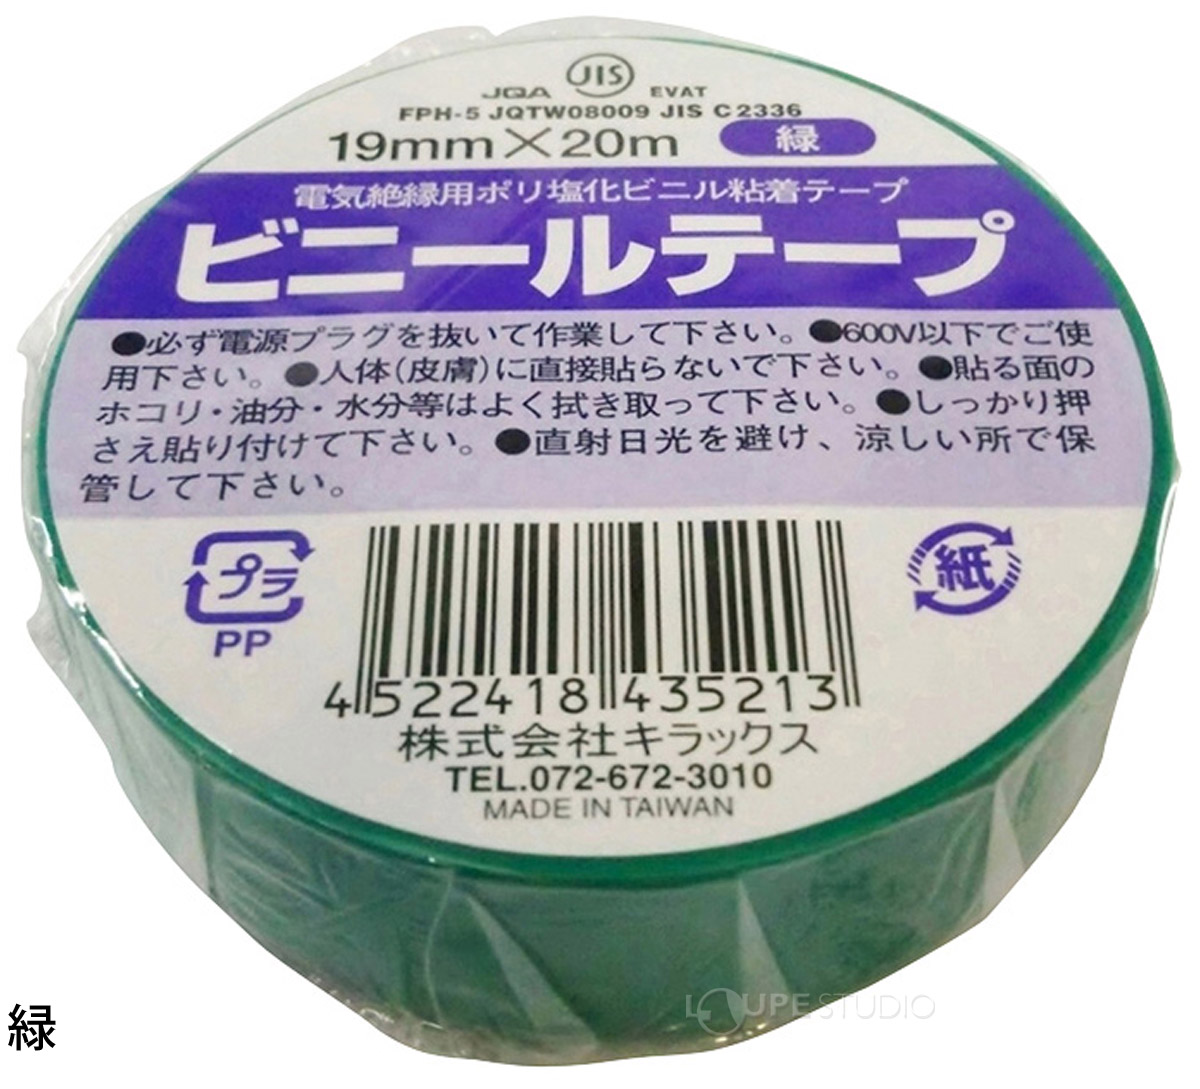 JIS
JQA EVAT
FPH-5 JQTW08009 JIS C 2336
19mm×20m 緑
電気絶縁用ポリ塩化ビニル粘着テープ
ビニールテープ
●必ず電源プラグを抜いて作業して下さい。●600V以下でご使
用下さい。●人体(皮膚)に直接貼らないで下さい。●貼る面の
ホコリ・油分・水分等はよく拭き取って下さい。●しっかり押
さえ貼り付けて下さい。●直射日光を避け、涼しい所で保
管して下さい。
プラ 紙
PP
4 522418 435213
株式会社キラックス
TEL.072-672-3010
MADE IN TAIWAN
LOUPE STUDIO
緑